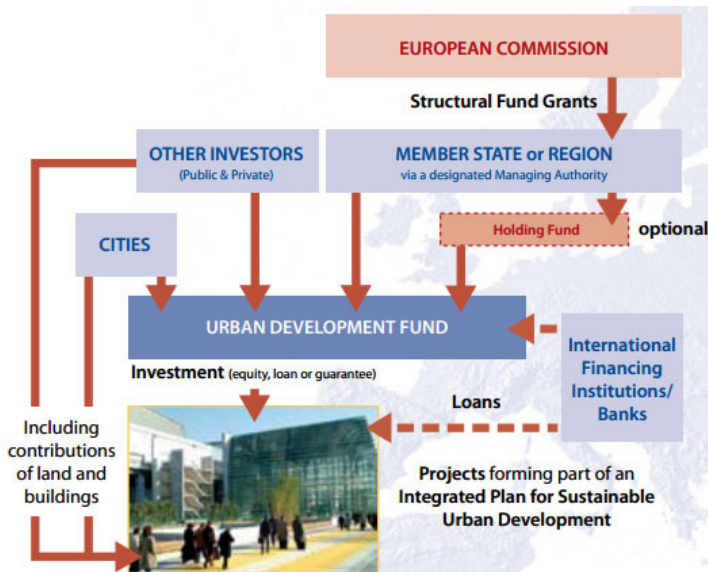 EUROPEAN COMMISSION
Structural Fund Grants
OTHER INVESTORS
(Public & Private)
MEMBER STATE or REGION
via a designated Managing Authority
Holding Fund
optional
CITIES
URBAN DEVELOPMENT FUND
International
Financing
Institutions/
Banks
Investment (equity, loan or guarantee)
Loans
Including
contributions
of land and
buildings
Projects forming part of an
Integrated Plan for Sustainable
Urban Development